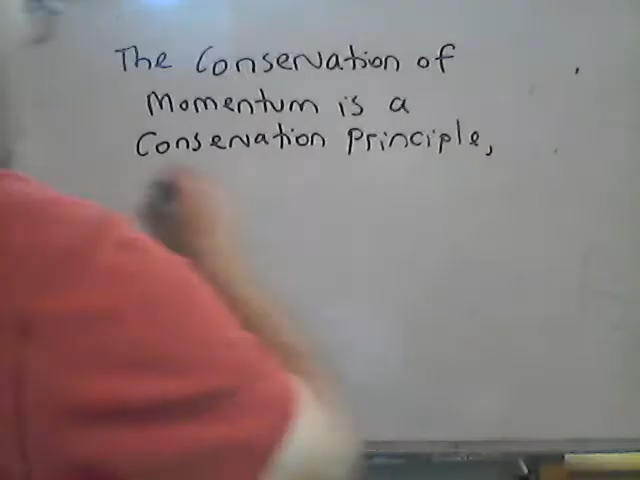 The Conservation of
Momentum is a
Conservation Principle,